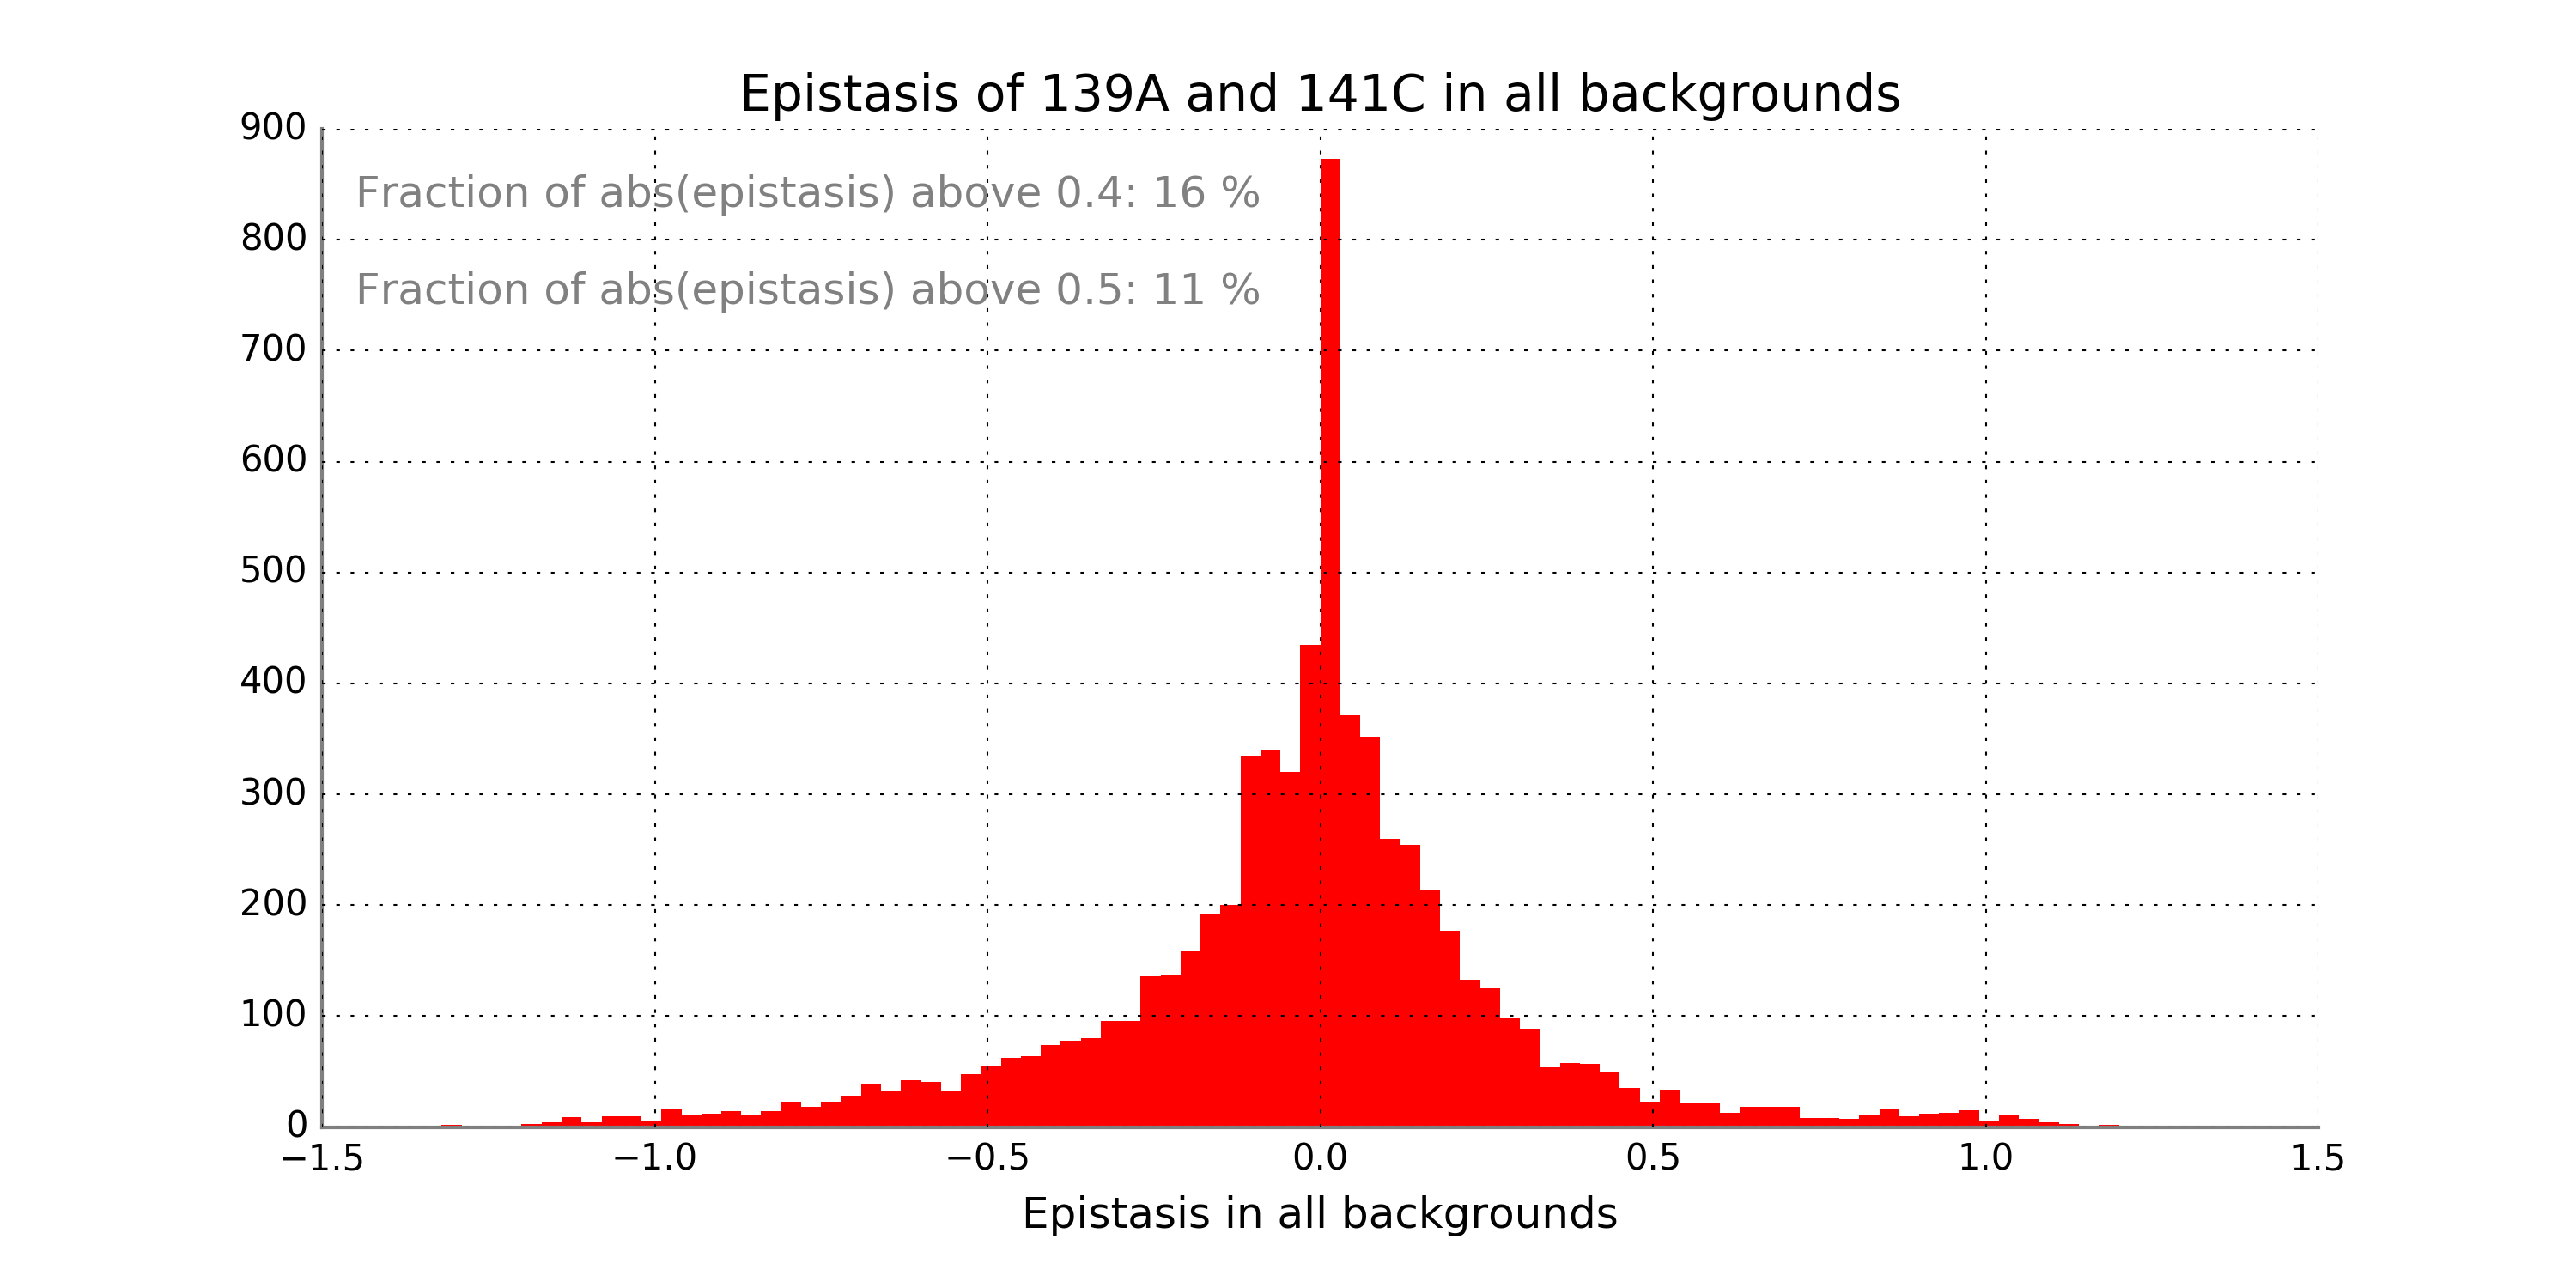 Epistasis of 139A and 141C in all backgrounds
900
Fraction of abs(epistasis) above 0.4: 16 %
800
Fraction of abs(epistasis) above 0.5: 11 %
700
600
500
400
300
200
100
0
−1.5 −1.0 −0.5 0.0 0.5 1.0 1.5
Epistasis in all backgrounds